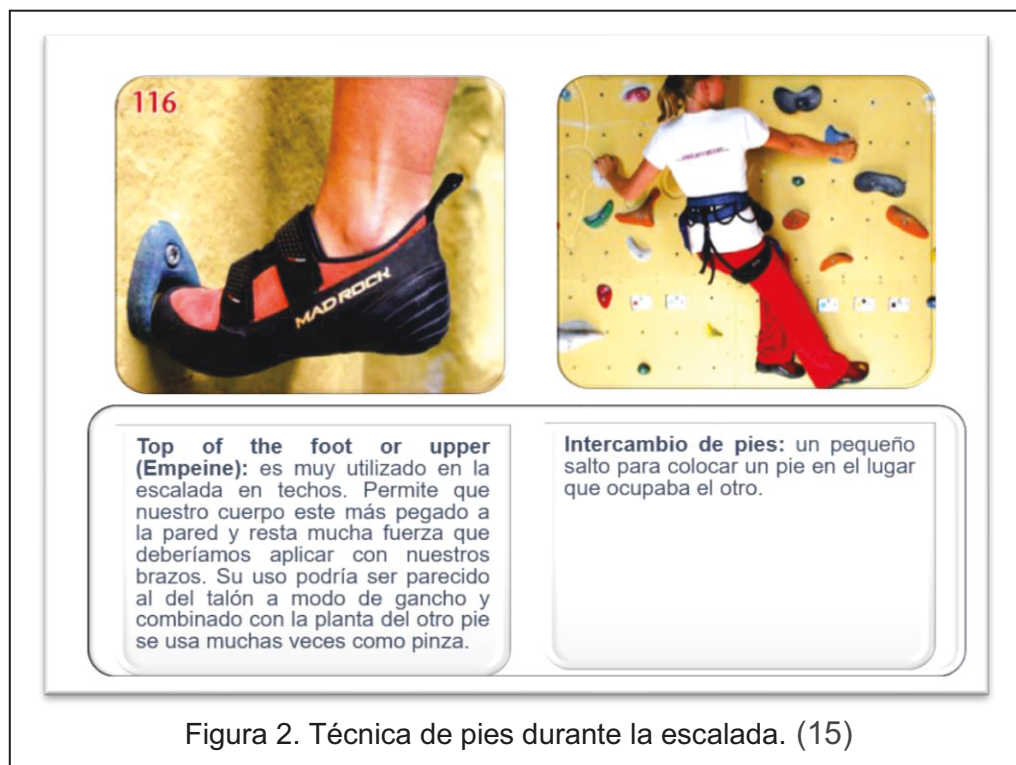 116
MAD ROCK
Top of the foot or upper
(Empeine): es muy utilizado en la
escalada en techos. Permite que
nuestro cuerpo este más pegado a
la pared y resta mucha fuerza que
deberíamos aplicar con nuestros
brazos. Su uso podría ser parecido
al del talón a modo de gancho y
combinado con la planta del otro pie
se usa muchas veces como pinza.
Intercambio de pies: un pequeño
salto para colocar un pie en el lugar
que ocupaba el otro.
Figura 2. Técnica de pies durante la escalada. (15)